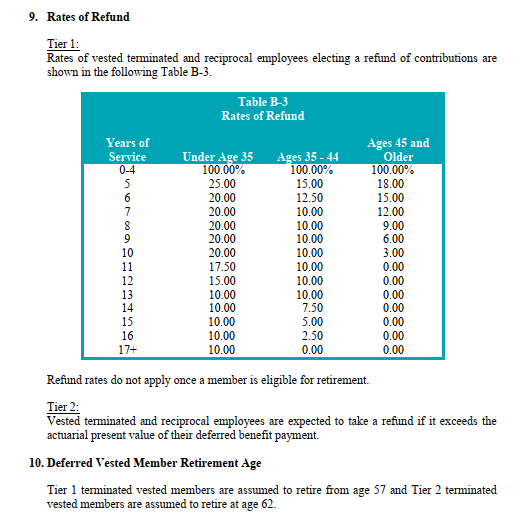 9. Rates of Refund
Tier 1:
Rates of vested terminated and reciprocal employees electing a refund of contributions are
shown in the following Table B-3.
Table B-3
Rates of Refund
Years of Service Under Age 35 Ages 35 - 44 Ages 45 and Older
0-4 100.00% 100.00% 100.00%
5 25.00 15.00 18.00
6 20.00 12.50 15.00
7 20.00 10.00 12.00
8 20.00 10.00 9.00
9 20.00 10.00 6.00
10 20.00 10.00 3.00
11 17.50 10.00 0.00
12 15.00 10.00 0.00
13 10.00 10.00 0.00
14 10.00 7.50 0.00
15 10.00 5.00 0.00
16 10.00 2.50 0.00
17+ 10.00 0.00 0.00
Refund rates do not apply once a member is eligible for retirement.
Tier 2:
Vested terminated and reciprocal employees are expected to take a refund if it exceeds the
actuarial present value of their deferred benefit payment.
10. Deferred Vested Member Retirement Age
Tier 1 terminated vested members are assumed to retire from age 57 and Tier 2 terminated
vested members are assumed to retire at age 62.